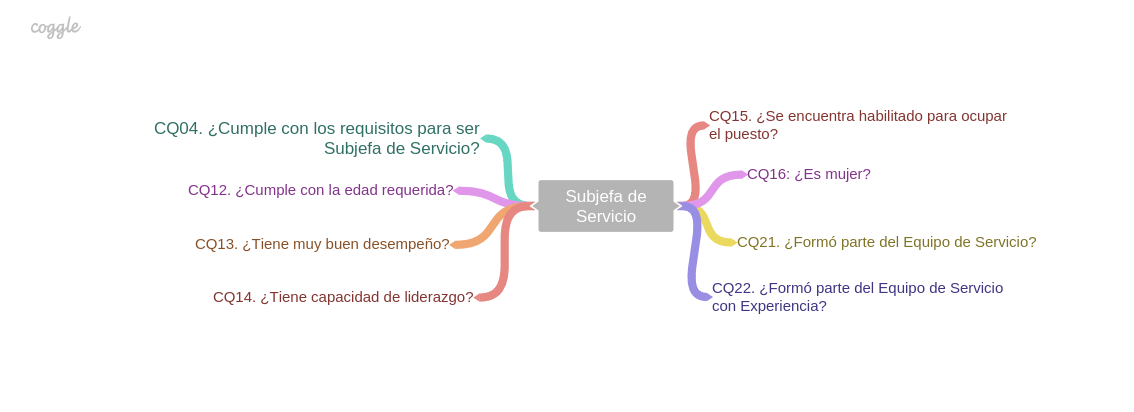 coggle
CQ04. ¿Cumple con los requisitos para ser
Subjefa de Servicio?
CQ12. ¿Cumple con la edad requerida?
CQ13. ¿Tiene muy buen desempeño?
CQ14. ¿Tiene capacidad de liderazgo?
Subjefa de
Servicio
CQ15. ¿Se encuentra habilitado para ocupar
el puesto?
CQ16: ¿Es mujer?
CQ21. ¿Formó parte del Equipo de Servicio?
CQ22. ¿Formó parte del Equipo de Servicio
con Experiencia?